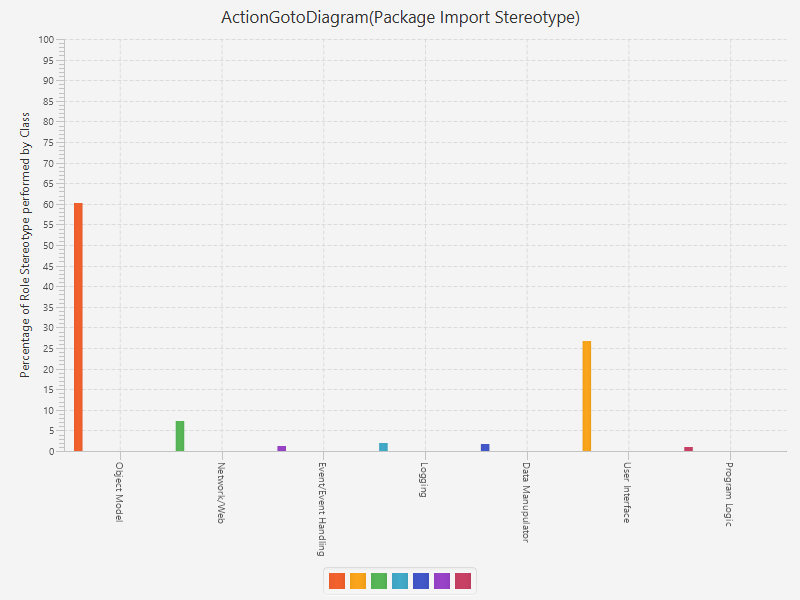 ActionGotoDiagram(Package Import Stereotype)
Percentage of Role Stereotype performed by Class
100
95
90
85
80
75
70
65
60
55
50
45
40
35
30
25
20
15
10
5
0
Object Model
Network/Web
Event/Event Handling
Logging
Data Manupulator
User Interface
Program Logic